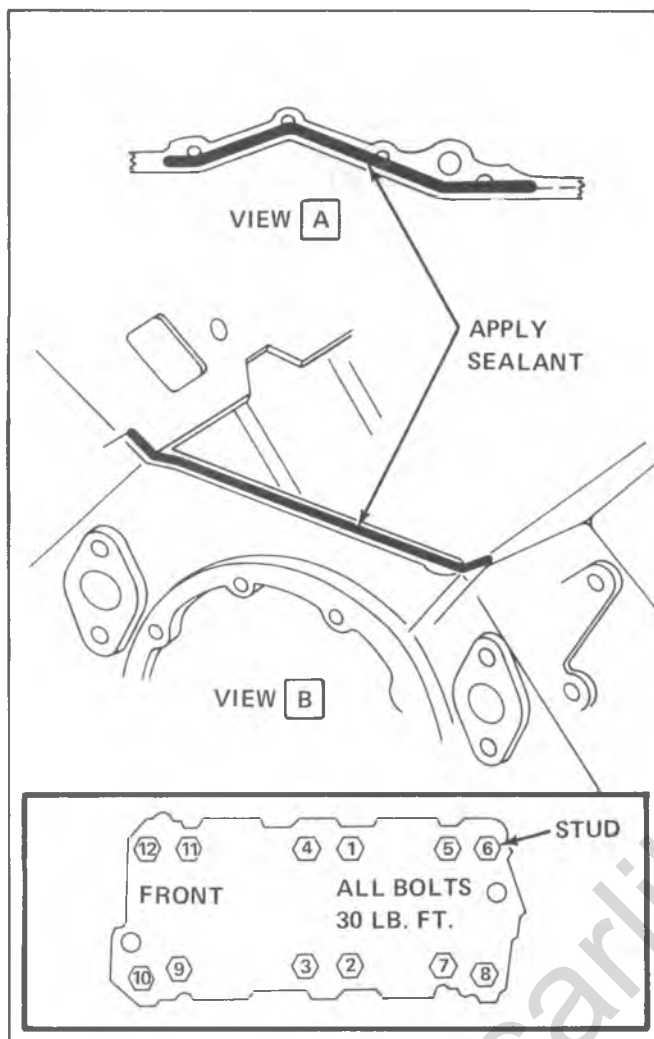 VIEW A
APPLY
SEALANT
VIEW B
STUD
12 11 4 1 5 6
FRONT
ALL BOLTS
30 LB. FT.
10 9 3 2 7 8
carli